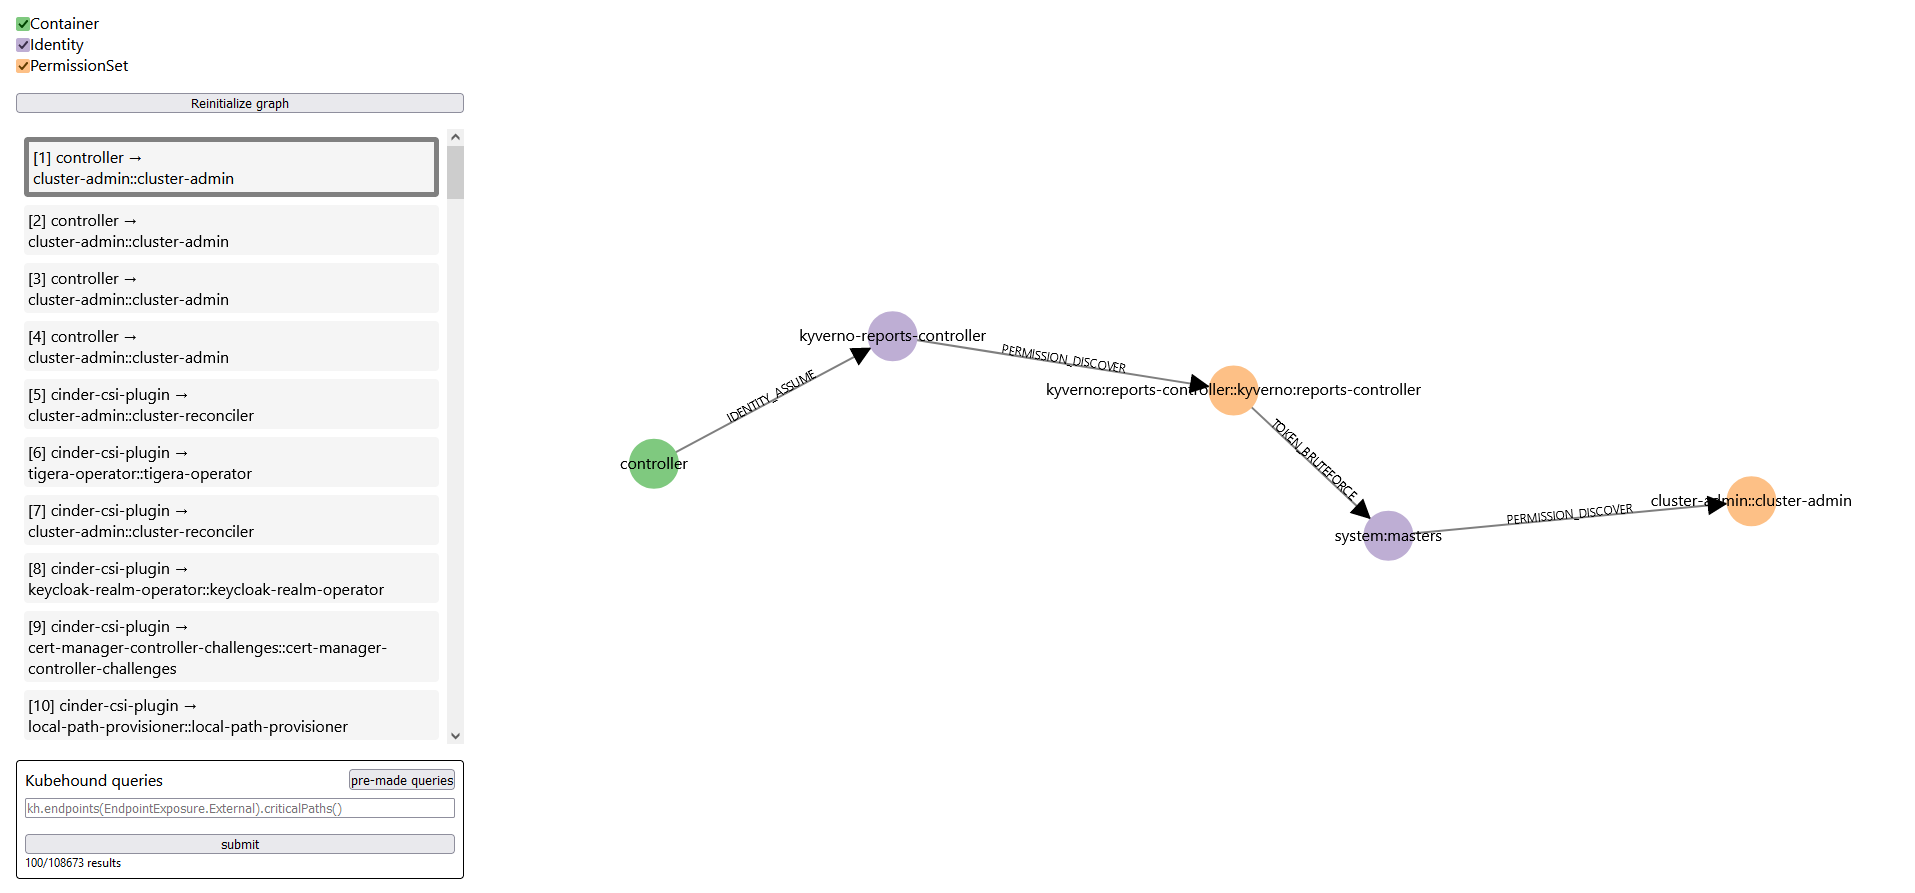 Container
Identity
PermissionSet
Reinitialize graph
[1] controller →
cluster-admin::cluster-admin
[2] controller →
cluster-admin::cluster-admin
[3] controller →
cluster-admin::cluster-admin
[4] controller →
cluster-admin::cluster-admin
[5] cinder-csi-plugin →
cluster-admin::cluster-reconciler
[6] cinder-csi-plugin →
tigera-operator::tigera-operator
[7] cinder-csi-plugin →
cluster-admin::cluster-reconciler
[8] cinder-csi-plugin →
keycloak-realm-operator::keycloak-realm-operator
[9] cinder-csi-plugin →
cert-manager-controller-challenges::cert-manager-
controller-challenges
[10] cinder-csi-plugin →
local-path-provisioner::local-path-provisioner
Kubehound queries
pre-made queries
kh.endpoints(EndpointExposure.External).criticalPaths()
submit
100/108673 results
kyverno-reports-controller
PERMISSION_DISCOVER
IDENTITY_ASSUME
kyverno:reports-controller::kyverno:reports-controller
TOKEN_BRUTEFORCE
controller
cluster-admin::cluster-admin
PERMISSION_DISCOVER
system:masters